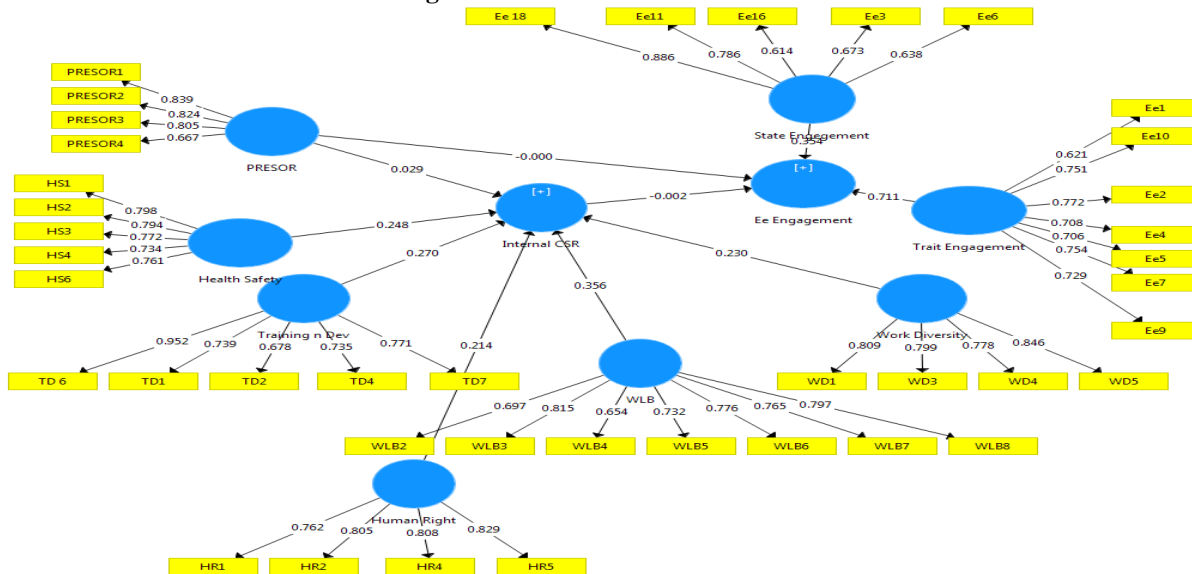 g
Ee 18
Ee11
Ee16
Ee3
Ee6
0.886
0.786
0.614
0.673
0.638
State Engegement
0.354
PRESOR1
PRESOR2
PRESOR3
PRESOR4
0.839
0.824
0.805
0.667
PRESOR
-0.000
0.029
[+]
Ee Engagement
[+]
Internal CSR
-0.002
0.711
Ee1
Ee10
Ee2
Ee4
Ee5
Ee7
Ee9
0.621
0.751
0.772
0.708
0.706
0.754
0.729
Trait Engagement
HS1
HS2
HS3
HS4
HS6
0.798
0.794
0.772
0.734
0.761
Health Safety
0.248
0.270
0.230
0.356
0.214
Training n Dev
0.952
0.739
0.678
0.735
0.771
TD 6
TD1
TD2
TD4
TD7
Work Diversity
0.809
0.799
0.778
0.846
WD1
WD3
WD4
WD5
WLB
0.697
0.815
0.654
0.732
0.776
0.765
0.797
WLB2
WLB3
WLB4
WLB5
WLB6
WLB7
WLB8
Human Right
0.762
0.805
0.808
0.829
HR1
HR2
HR4
HR5